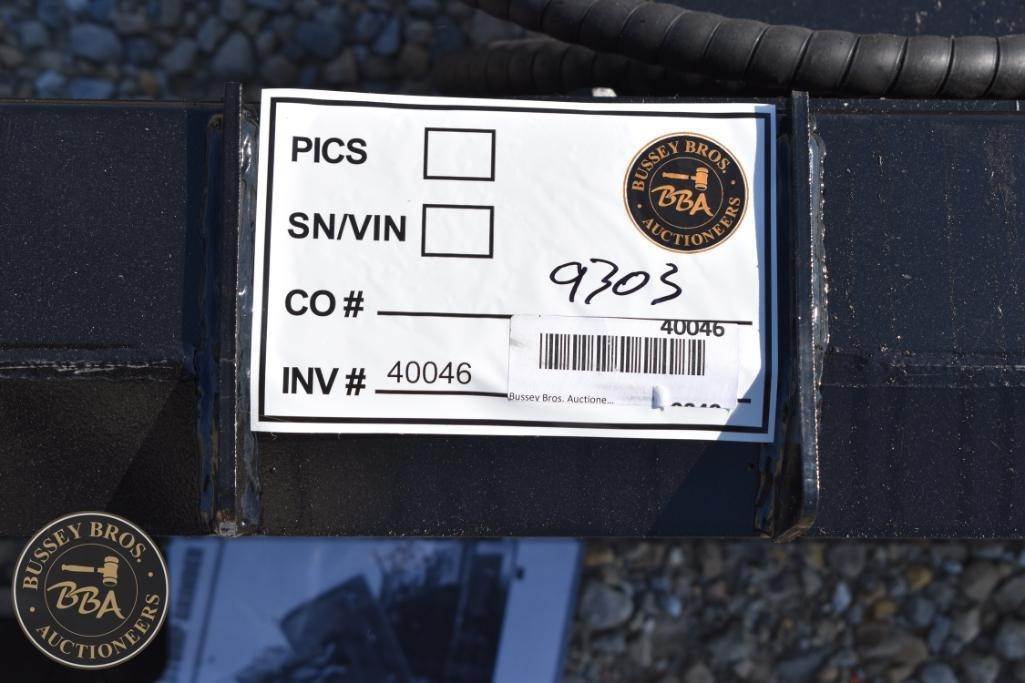 PICS
BUSSEY BROS.
BBA
AUCTIONEERS
SN/VIN
9303
CO #
40046
INV # 40046
Bussey Bros. Auctione...
BUSSEY BROS.
BBA
AUCTIONEERS